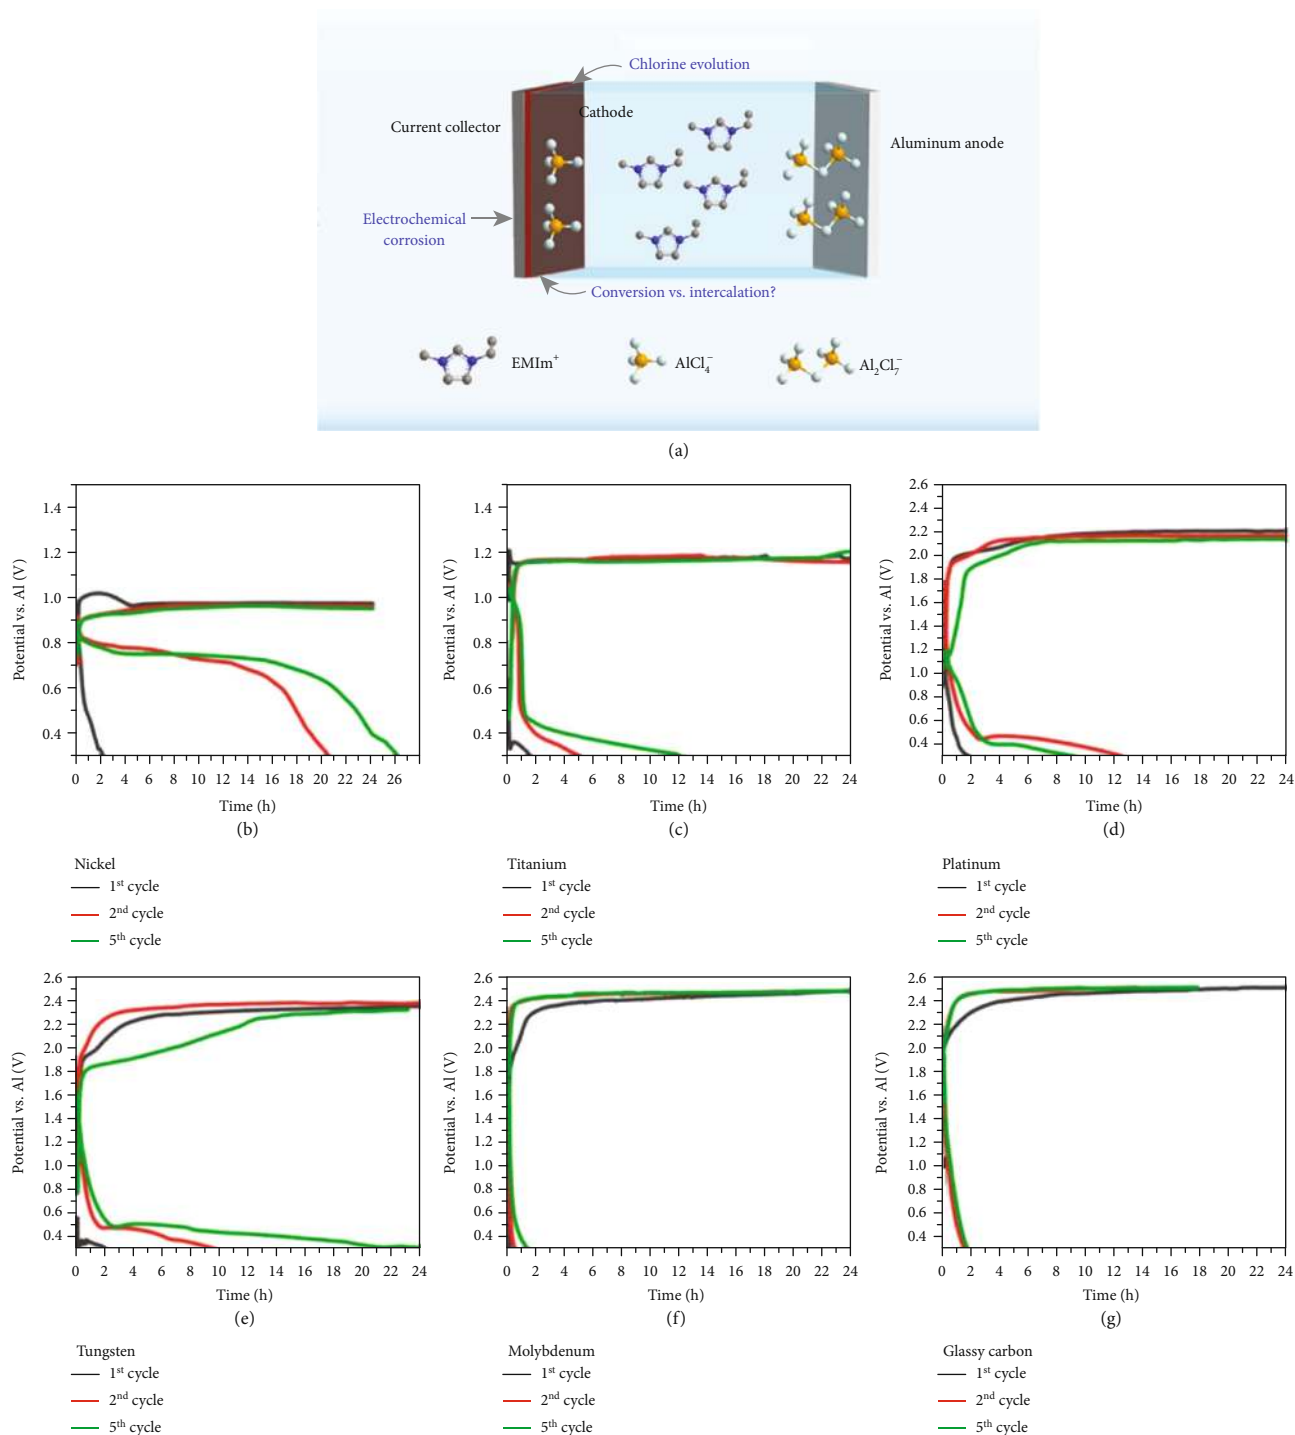 Chlorine evolution
Cathode
Current collector
Aluminum anode
Electrochemical
corrosion
Conversion vs. intercalation?
EMIm⁺
AlCl₄⁻
Al₂Cl₇⁻
(a)
Potential vs. Al (V)
1.4
1.2
1.0
0.8
0.6
0.4
0 2 4 6 8 10 12 14 16 18 20 22 24 26
Time (h)
(b)
Nickel
1ˢᵗ cycle
2ⁿᵈ cycle
5ᵗʰ cycle
Potential vs. Al (V)
1.4
1.2
1.0
0.8
0.6
0.4
0 2 4 6 8 10 12 14 16 18 20 22 24
Time (h)
(c)
Titanium
1ˢᵗ cycle
2ⁿᵈ cycle
5ᵗʰ cycle
Potential vs. Al (V)
2.6
2.4
2.2
2.0
1.8
1.6
1.4
1.2
1.0
0.8
0.6
0.4
0 2 4 6 8 10 12 14 16 18 20 22 24
Time (h)
(d)
Platinum
1ˢᵗ cycle
2ⁿᵈ cycle
5ᵗʰ cycle
Potential vs. Al (V)
2.6
2.4
2.2
2.0
1.8
1.6
1.4
1.2
1.0
0.8
0.6
0.4
0 2 4 6 8 10 12 14 16 18 20 22 24
Time (h)
(e)
Tungsten
1ˢᵗ cycle
2ⁿᵈ cycle
5ᵗʰ cycle
Potential vs. Al (V)
2.6
2.4
2.2
2.0
1.8
1.6
1.4
1.2
1.0
0.8
0.6
0.4
0 2 4 6 8 10 12 14 16 18 20 22 24
Time (h)
(f)
Molybdenum
1ˢᵗ cycle
2ⁿᵈ cycle
5ᵗʰ cycle
Potential vs. Al (V)
2.6
2.4
2.2
2.0
1.8
1.6
1.4
1.2
1.0
0.8
0.6
0.4
0 2 4 6 8 10 12 14 16 18 20 22 24
Time (h)
(g)
Glassy carbon
1ˢᵗ cycle
2ⁿᵈ cycle
5ᵗʰ cycle